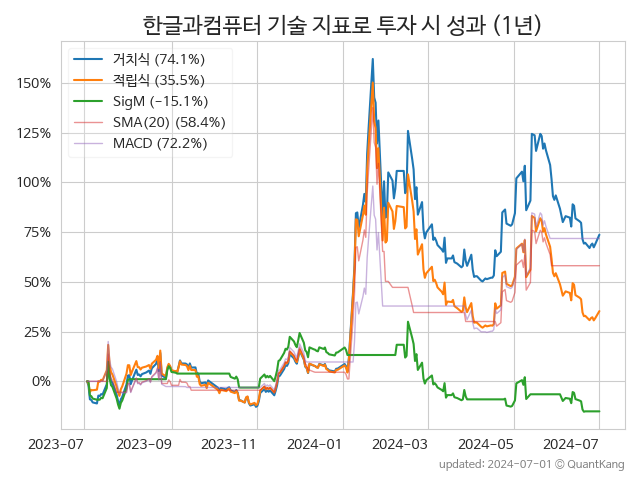 한글과컴퓨터 기술 지표로 투자 시 성과 (1년)
거치식 (74.1%)
적립식 (35.5%)
SigM (-15.1%)
SMA(20) (58.4%)
MACD (72.2%)
150%
125%
100%
75%
50%
25%
0%
2023-07 2023-09 2023-11 2024-01 2024-03 2024-05 2024-07
updated: 2024-07-01 © QuantKang